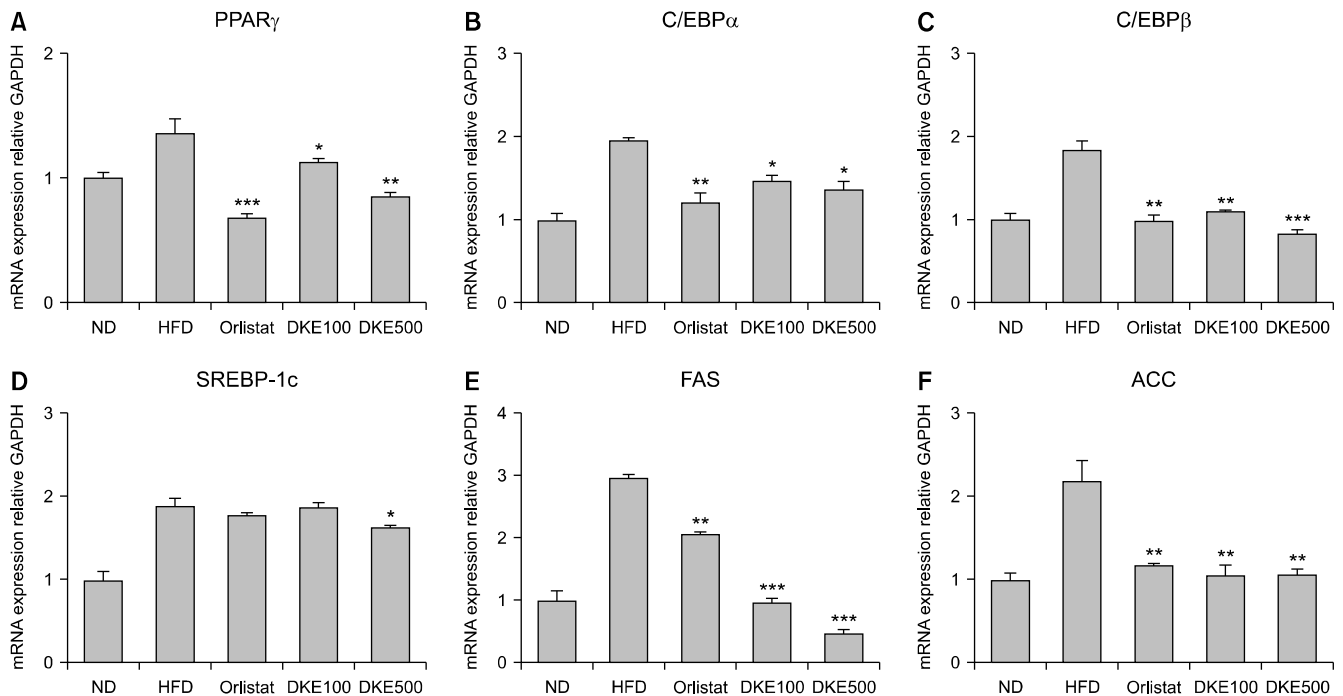 A PPARγ
mRNA expression relative GAPDH
2
1
0
***
*
**
ND HFD Orlistat DKE100 DKE500
B C/EBPα
mRNA expression relative GAPDH
3
2
1
0
**
*
*
ND HFD Orlistat DKE100 DKE500
C C/EBPβ
mRNA expression relative GAPDH
3
2
1
0
**
**
***
ND HFD Orlistat DKE100 DKE500
D SREBP-1c
mRNA expression relative GAPDH
3
2
1
0
*
ND HFD Orlistat DKE100 DKE500
E FAS
mRNA expression relative GAPDH
4
3
2
1
0
**
***
***
ND HFD Orlistat DKE100 DKE500
F ACC
mRNA expression relative GAPDH
3
2
1
0
**
**
**
ND HFD Orlistat DKE100 DKE500